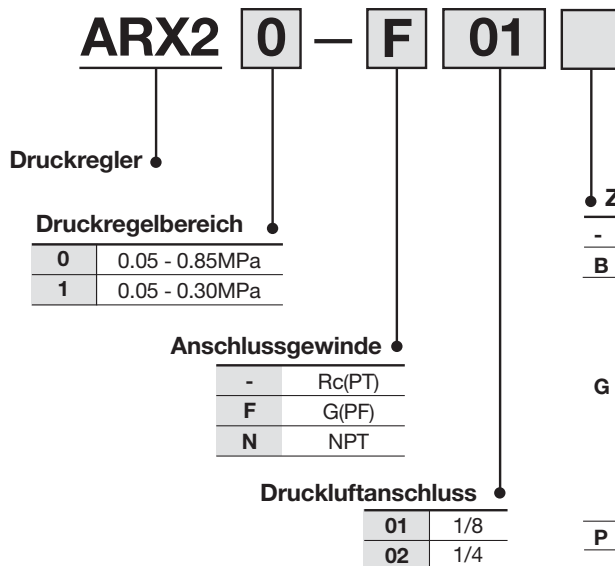 ARX2 0 – F 01
Druckregler
Z
-
B
G
P
Druckregelbereich
0 0.05 - 0.85MPa
1 0.05 - 0.30MPa
Anschlussgewinde
- Rc(PT)
F G(PF)
N NPT
Druckluftanschluss
01 1/8
02 1/4